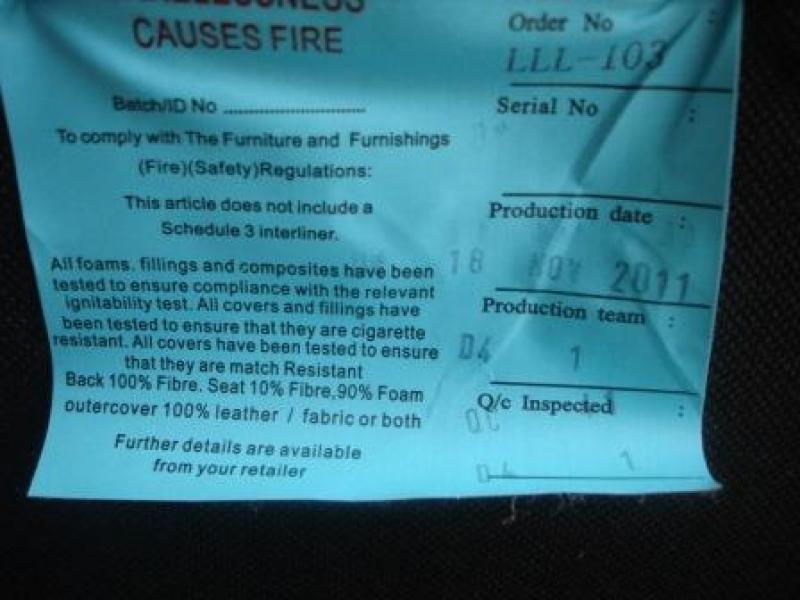 CAUSES FIRE
Batch/ID No ................................
To comply with The Furniture and Furnishings
(Fire)(Safety)Regulations:
This article does not include a
Schedule 3 interliner.
All foams. fillings and composites have been
tested to ensure compliance with the relevant
ignitability test. All covers and fillings have
been tested to ensure that they are cigarette
resistant. All covers have been tested to ensure
that they are match Resistant
Back 100% Fibre. Seat 10% Fibre,90% Foam
outercover 100% leather / fabric or both
Further details are available
from your retailer
Order No :
LLL-103
Serial No :
Production date :
18 NOV 2011
Production team :
04 1
Q/c Inspected :
1